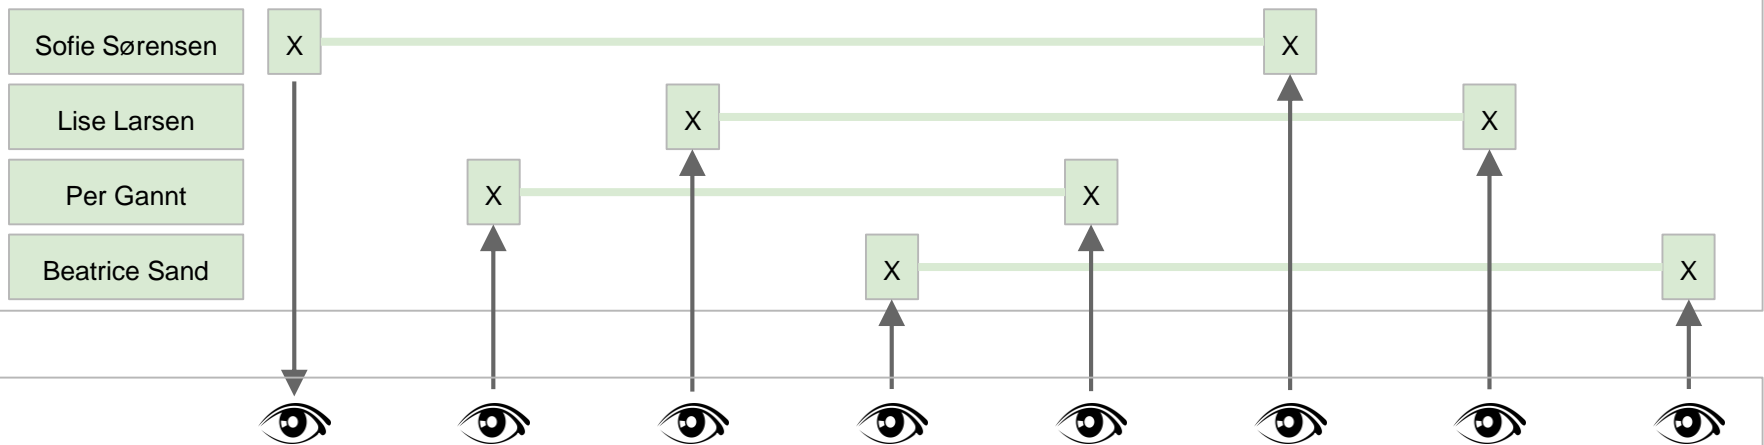 Sofie Sørensen X X
Lise Larsen X X
Per Gannt X X
Beatrice Sand X X